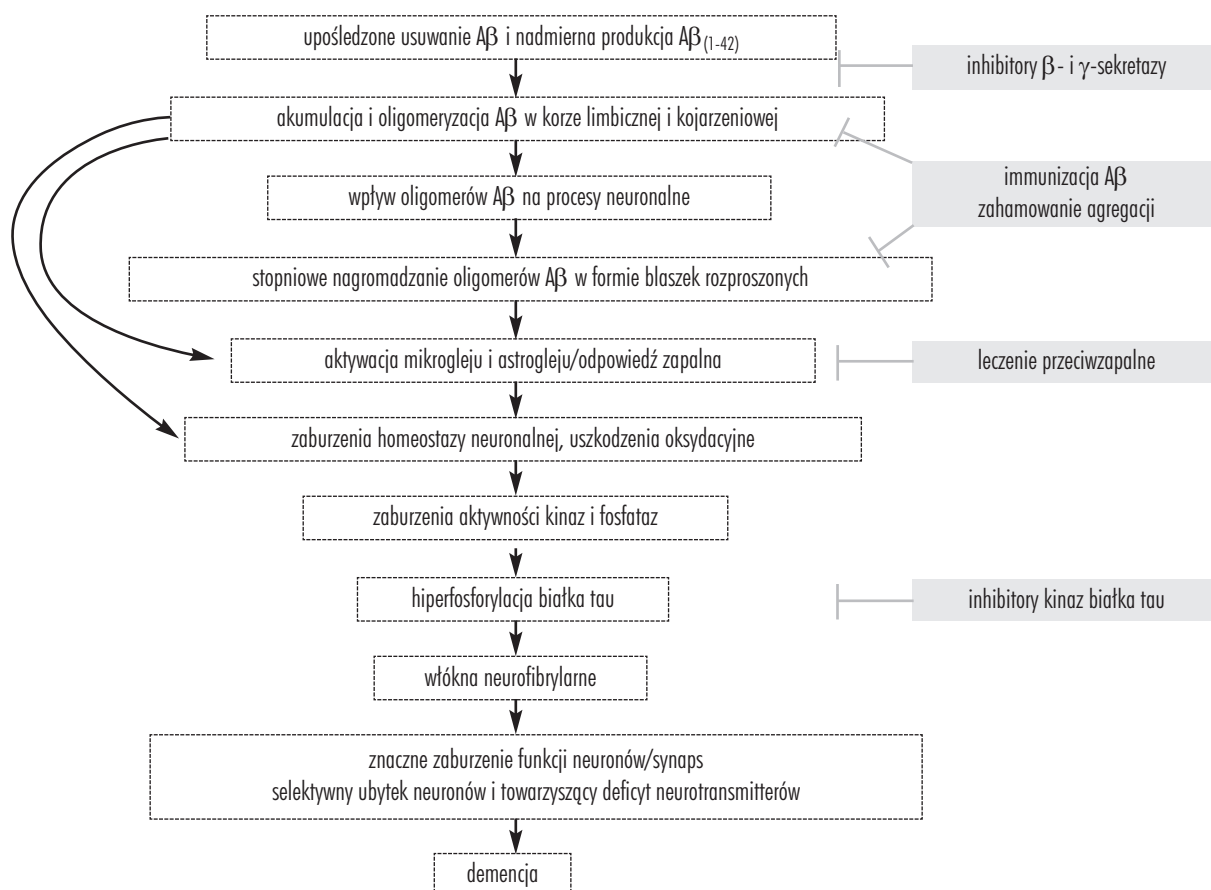 upośledzone usuwanie Aβ i nadmierna produkcja Aβ(1-42)
inhibitory β- i γ-sekretazy
akumulacja i oligomeryzacja Aβ w korze limbicznej i kojarzeniowej
immunizacja Aβ
zahamowanie agregacji
wpływ oligomerów Aβ na procesy neuronalne
stopniowe nagromadzanie oligomerów Aβ w formie blaszek rozproszonych
aktywacja mikrogleju i astrogleju/odpowiedź zapalna
leczenie przeciwzapalne
zaburzenia homeostazy neuronalnej, uszkodzenia oksydacyjne
zaburzenia aktywności kinaz i fosfataz
hiperfosforylacja białka tau
inhibitory kinaz białka tau
włókna neurofibrylarne
znaczne zaburzenie funkcji neuronów/synaps
selektywny ubytek neuronów i towarzyszący deficyt neurotransmiterów
demencja